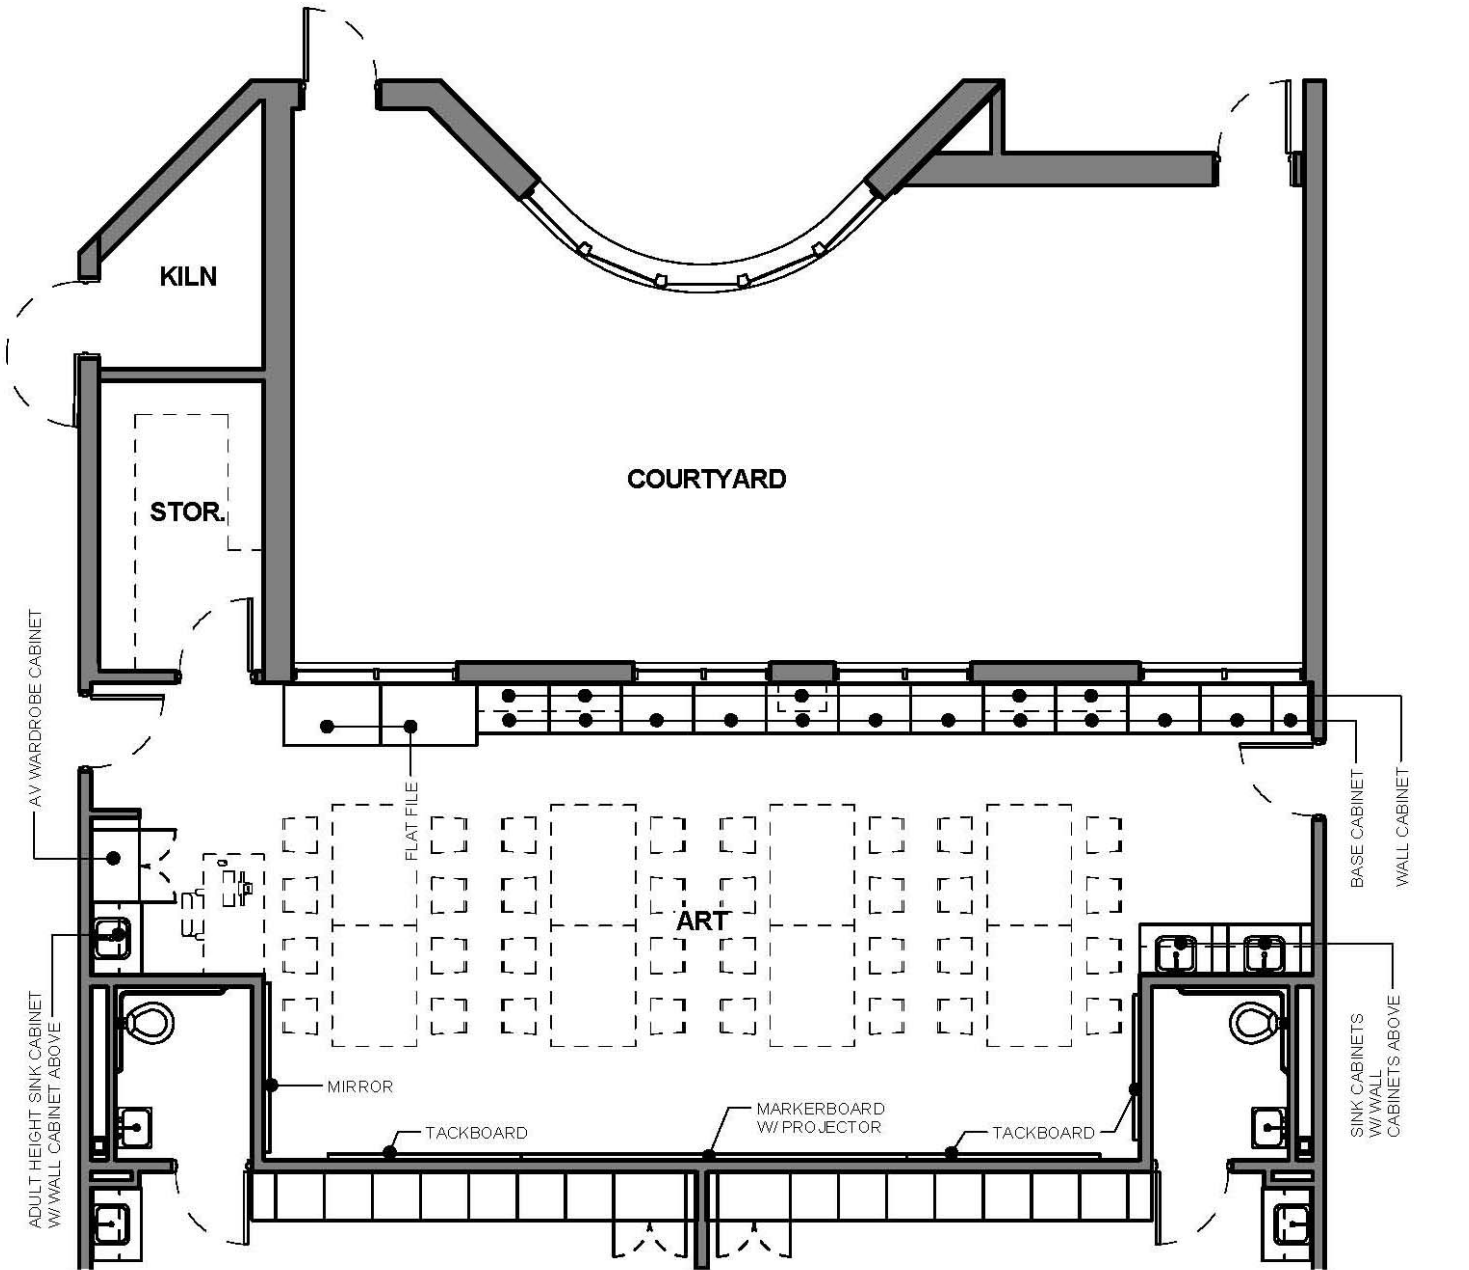 KILN
COURTYARD
STOR.
AV WARDROBE CABINET
FLAT FILE
BASE CABINET
WALL CABINET
ART
ADULT HEIGHT SINK CABINET
W/ WALL CABINET ABOVE
MIRROR
TACKBOARD
MARKERBOARD
W/ PROJECTOR
TACKBOARD
SINK CABINETS
W/ WALL
CABINETS ABOVE